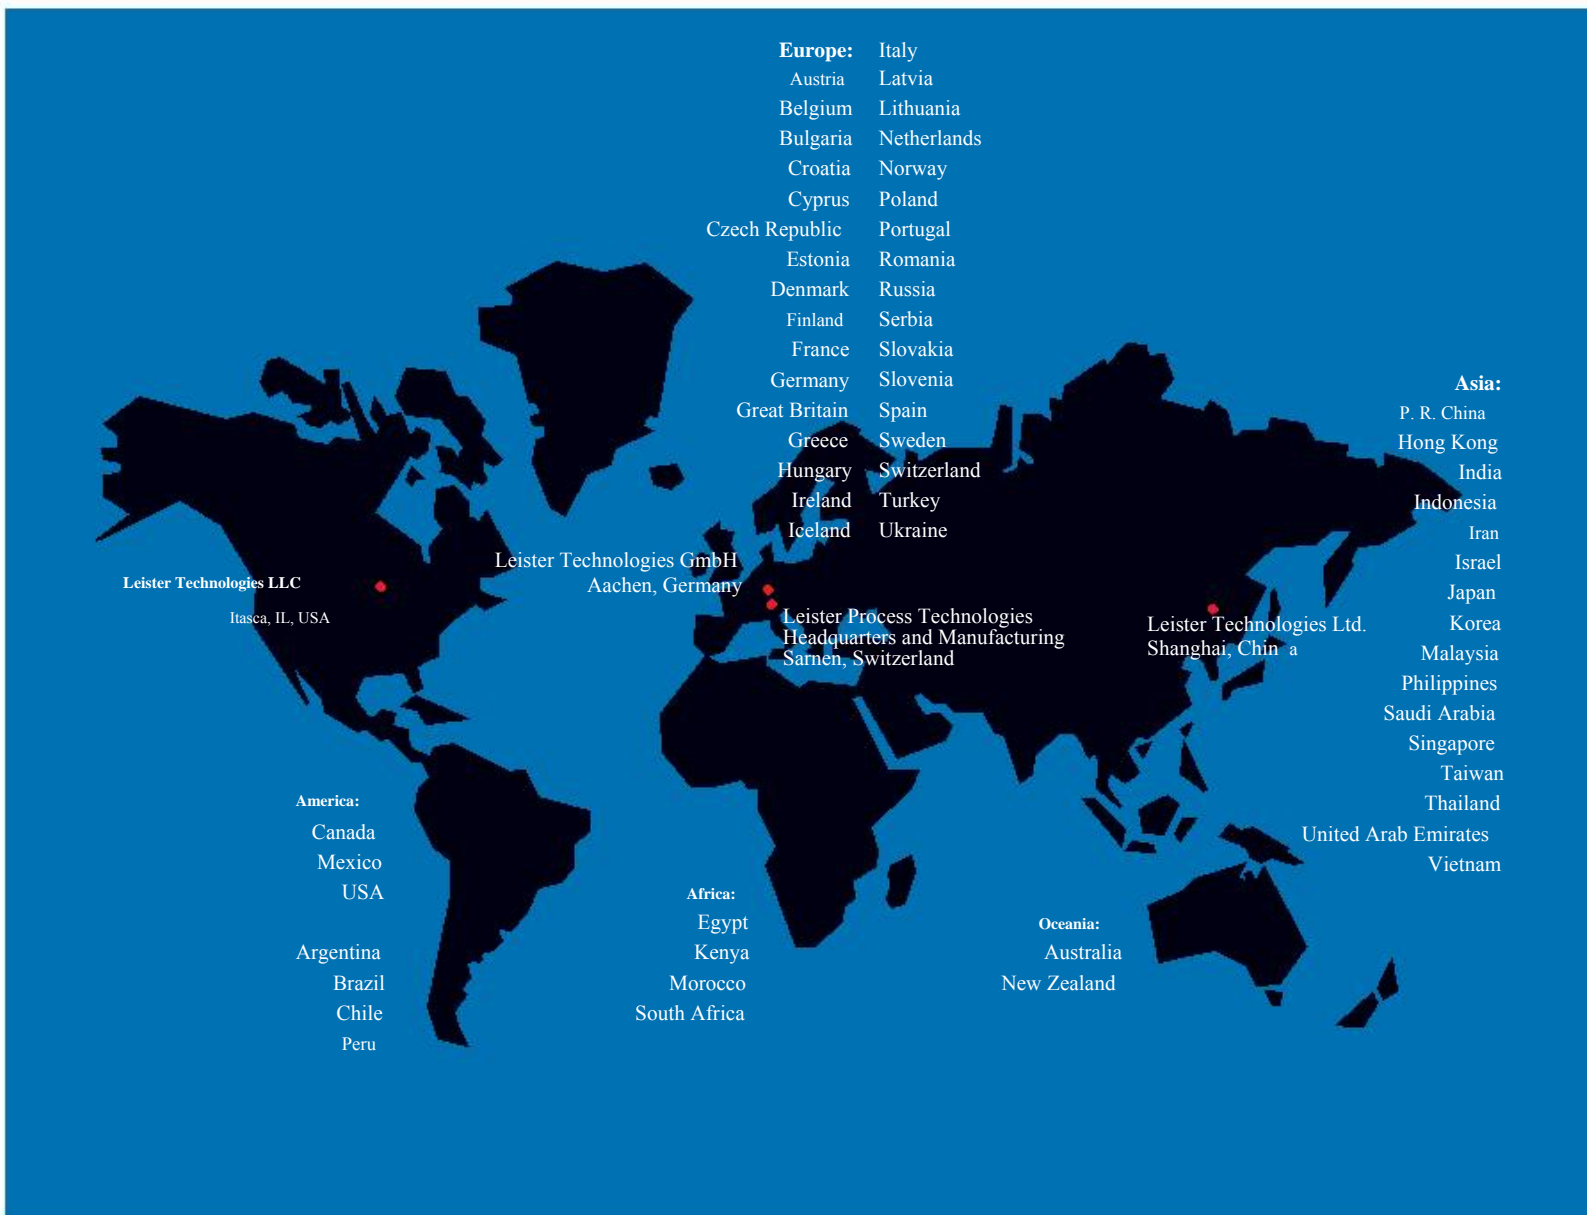 Europe:
Austria
Belgium
Bulgaria
Croatia
Cyprus
Czech Republic
Estonia
Denmark
Finland
France
Germany
Great Britain
Greece
Hungary
Ireland
Iceland
Italy
Latvia
Lithuania
Netherlands
Norway
Poland
Portugal
Romania
Russia
Serbia
Slovakia
Slovenia
Spain
Sweden
Switzerland
Turkey
Ukraine
Asia:
P. R. China
Hong Kong
India
Indonesia
Iran
Israel
Japan
Korea
Malaysia
Philippines
Saudi Arabia
Singapore
Taiwan
Thailand
United Arab Emirates
Vietnam
Leister Technologies LLC
Itasca, IL, USA
Leister Technologies GmbH
Aachen, Germany
Leister Process Technologies
Headquarters and Manufacturing
Sarnen, Switzerland
Leister Technologies Ltd.
Shanghai, Chin a
America:
Canada
Mexico
USA
Argentina
Brazil
Chile
Peru
Africa:
Egypt
Kenya
Morocco
South Africa
Oceania:
Australia
New Zealand